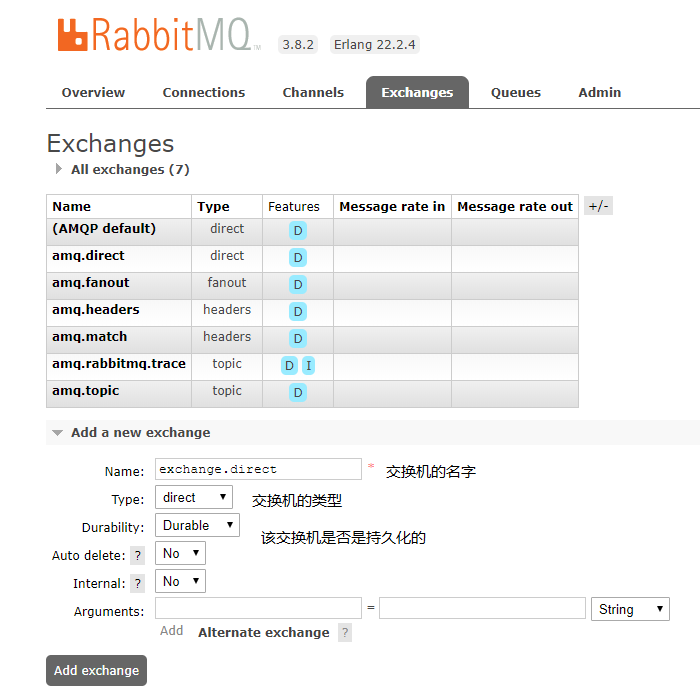 RabbitMQ TM 3.8.2 Erlang 22.2.4
Overview Connections Channels Exchanges Queues Admin
Exchanges
All exchanges (7)
Name Type Features Message rate in Message rate out +/-
(AMQP default) direct D
amq.direct direct D
amq.fanout fanout D
amq.headers headers D
amq.match headers D
amq.rabbitmq.trace topic D I
amq.topic topic D
Add a new exchange
Name: exchange.direct * 交换机的名字
Type: direct 交换机的类型
Durability: Durable 该交换机是否是持久化的
Auto delete: ? No
Internal: ? No
Arguments: = String
Add Alternate exchange ?
Add exchange